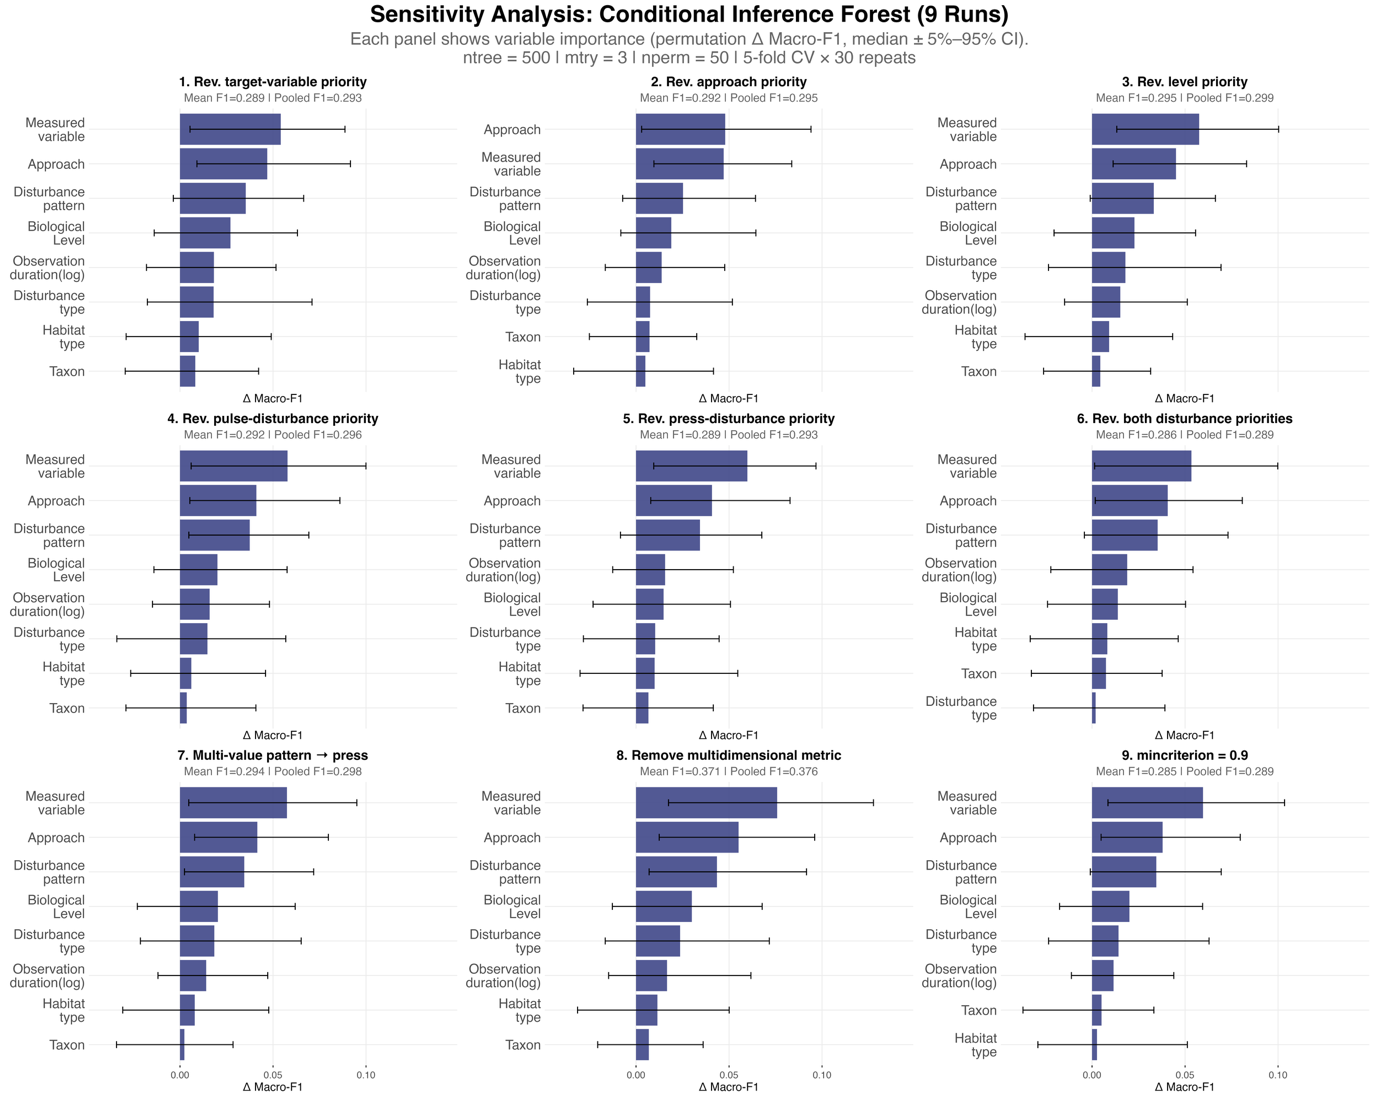 Sensitivity Analysis: Conditional Inference Forest (9 Runs)
Each panel shows variable importance (permutation Δ Macro-F1, median ± 5%–95% CI).
ntree = 500 | mtry = 3 | nperm = 50 | 5-fold CV × 30 repeats
1. Rev. target-variable priority
Mean F1=0.289 | Pooled F1=0.293
Measured
variable
Approach
Disturbance
pattern
Biological
Level
Observation
duration(log)
Disturbance
type
Habitat
type
Taxon
Δ Macro-F1
2. Rev. approach priority
Mean F1=0.292 | Pooled F1=0.295
Approach
Measured
variable
Disturbance
pattern
Biological
Level
Observation
duration(log)
Disturbance
type
Taxon
Habitat
type
Δ Macro-F1
3. Rev. level priority
Mean F1=0.295 | Pooled F1=0.299
Measured
variable
Approach
Disturbance
pattern
Biological
Level
Disturbance
type
Observation
duration(log)
Habitat
type
Taxon
Δ Macro-F1
4. Rev. pulse-disturbance priority
Mean F1=0.292 | Pooled F1=0.296
Measured
variable
Approach
Disturbance
pattern
Biological
Level
Observation
duration(log)
Disturbance
type
Habitat
type
Taxon
Δ Macro-F1
5. Rev. press-disturbance priority
Mean F1=0.289 | Pooled F1=0.293
Measured
variable
Approach
Disturbance
pattern
Observation
duration(log)
Biological
Level
Disturbance
type
Habitat
type
Taxon
Δ Macro-F1
6. Rev. both disturbance priorities
Mean F1=0.286 | Pooled F1=0.289
Measured
variable
Approach
Disturbance
pattern
Observation
duration(log)
Biological
Level
Habitat
type
Taxon
Disturbance
type
Δ Macro-F1
7. Multi-value pattern → press
Mean F1=0.294 | Pooled F1=0.298
Measured
variable
Approach
Disturbance
pattern
Biological
Level
Disturbance
type
Observation
duration(log)
Habitat
type
Taxon
0.00 0.05 0.10
Δ Macro-F1
8. Remove multidimensional metric
Mean F1=0.371 | Pooled F1=0.376
Measured
variable
Approach
Disturbance
pattern
Biological
Level
Disturbance
type
Observation
duration(log)
Habitat
type
Taxon
0.00 0.05 0.10
Δ Macro-F1
9. mincriterion = 0.9
Mean F1=0.285 | Pooled F1=0.289
Measured
variable
Approach
Disturbance
pattern
Biological
Level
Disturbance
type
Observation
duration(log)
Taxon
Habitat
type
0.00 0.05 0.10
Δ Macro-F1